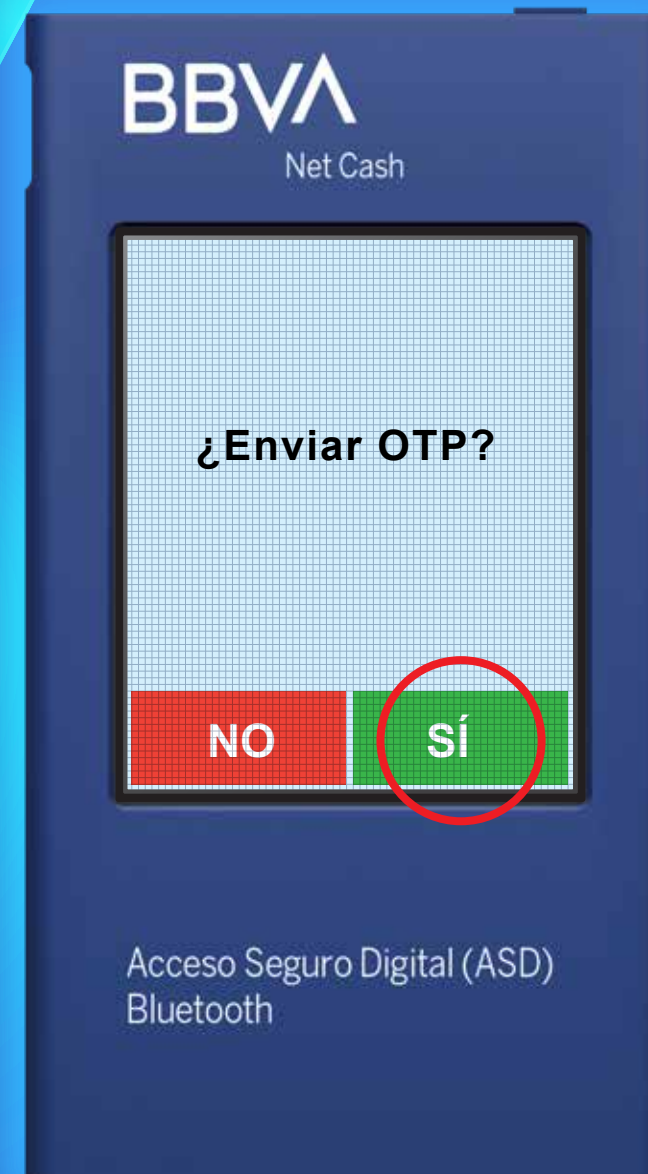 BBVA
Net Cash
¿Enviar OTP?
NO SÍ
Acceso Seguro Digital (ASD)
Bluetooth